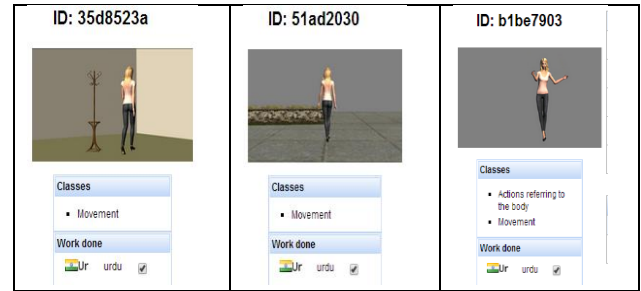 ID: 35d8523a
Classes
Movement
Work done
Ur urdu
ID: 51ad2030
Classes
Movement
Work done
Ur urdu
ID: b1be7903
Classes
Actions referring to
the body
Movement
Work done
Ur urdu